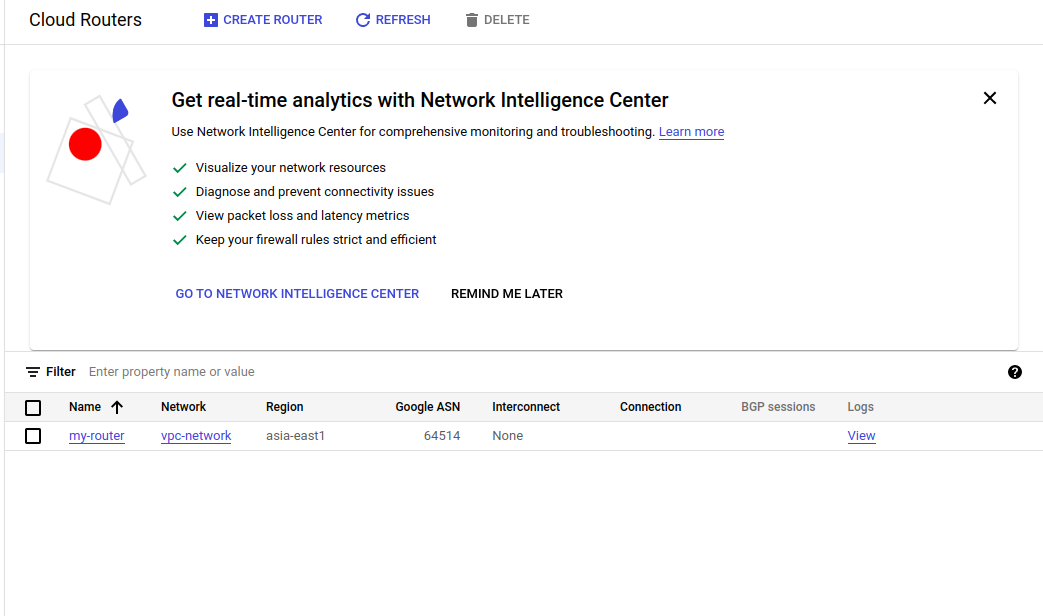 Cloud Routers CREATE ROUTER REFRESH DELETE
Get real-time analytics with Network Intelligence Center
Use Network Intelligence Center for comprehensive monitoring and troubleshooting. Learn more
Visualize your network resources
Diagnose and prevent connectivity issues
View packet loss and latency metrics
Keep your firewall rules strict and efficient
GO TO NETWORK INTELLIGENCE CENTER REMIND ME LATER
Filter Enter property name or value
Name Network Region Google ASN Interconnect Connection BGP sessions Logs
my-router vpc-network asia-east1 64514 None View